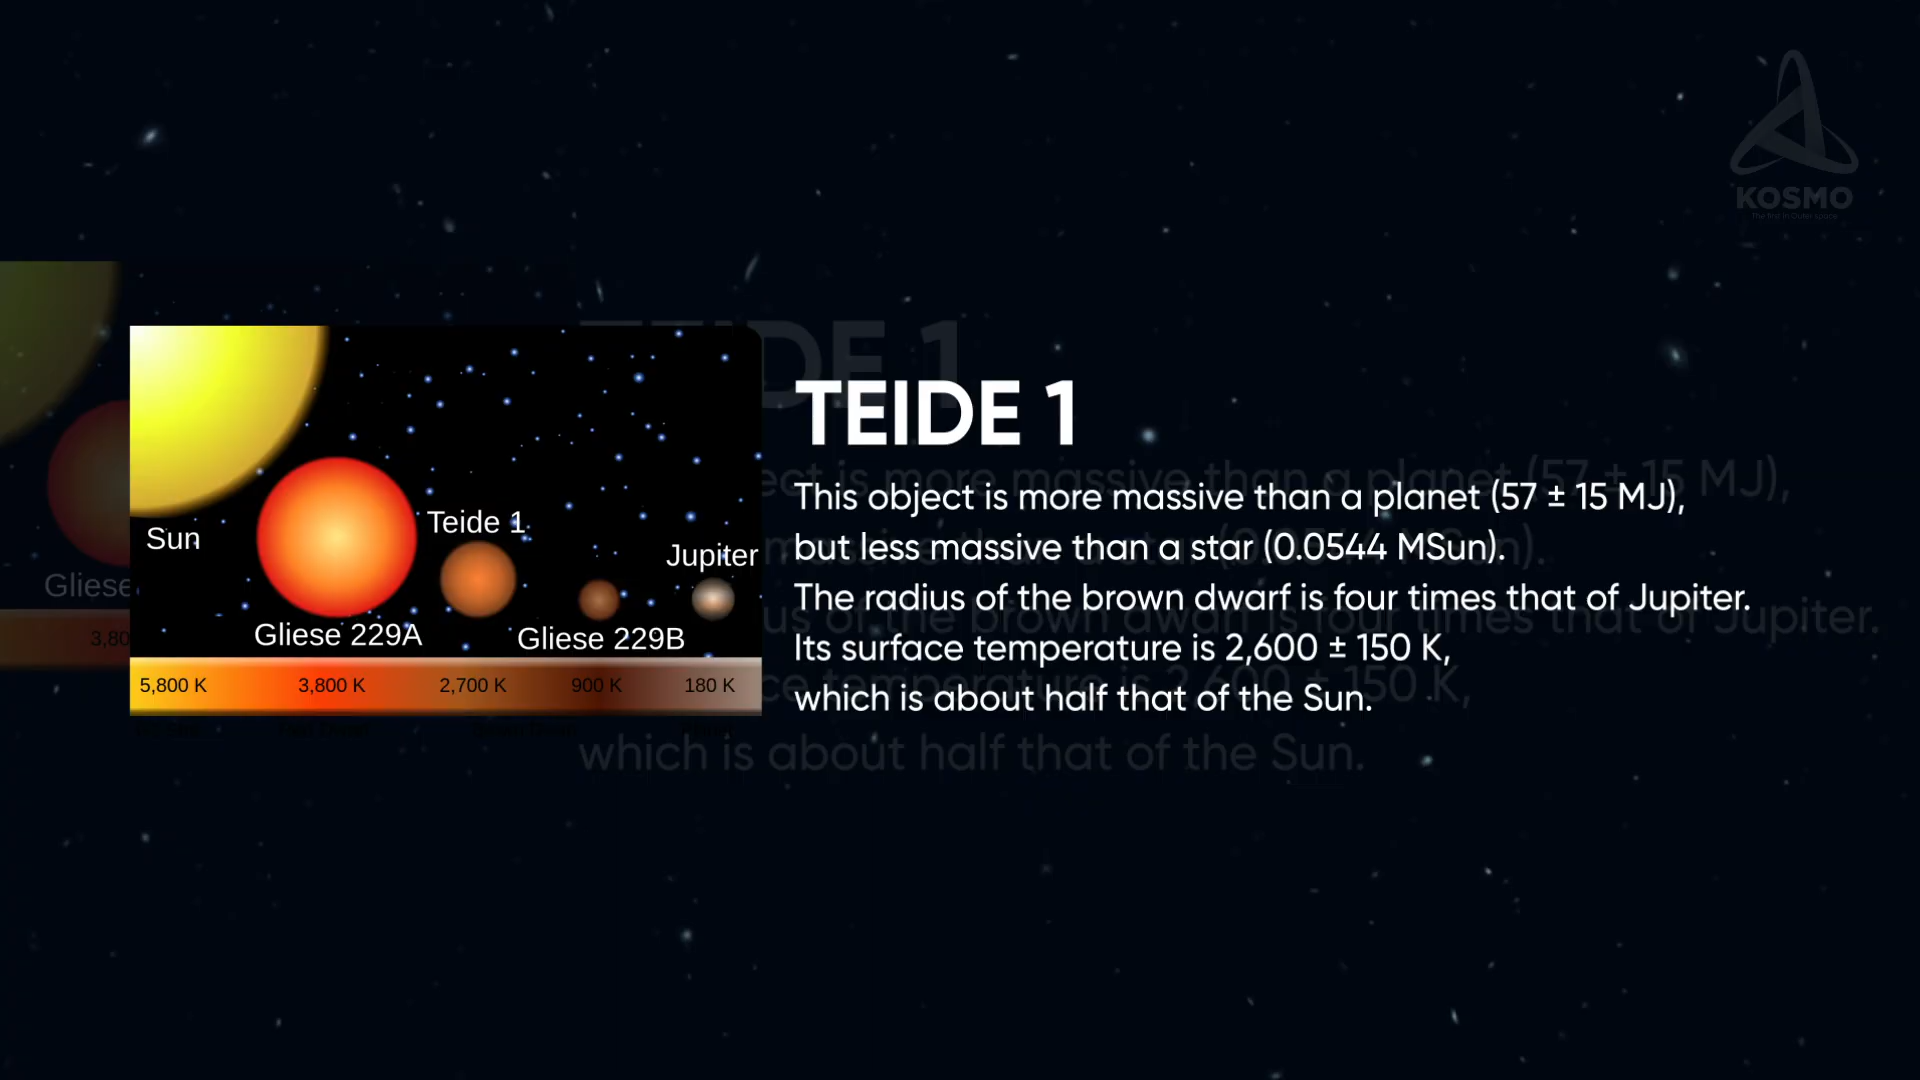 KOSMO
TEIDE 1
This object is more massive than a planet (57 ± 15 MJ),
but less massive than a star (0.0544 MSun).
The radius of the brown dwarf is four times that of Jupiter.
Its surface temperature is 2,600 ± 150 K,
which is about half that of the Sun.
Sun
Gliese 229A
Teide 1
Gliese 229B
Jupiter
5,800 K 3,800 K 2,700 K 900 K 180 K